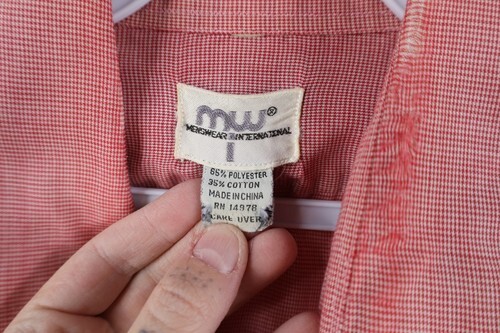 mw®
MENSWEAR INTERNATIONAL
65% POLYESTER
35% COTTON
MADE IN CHINA
RN 14978
CARE OVER